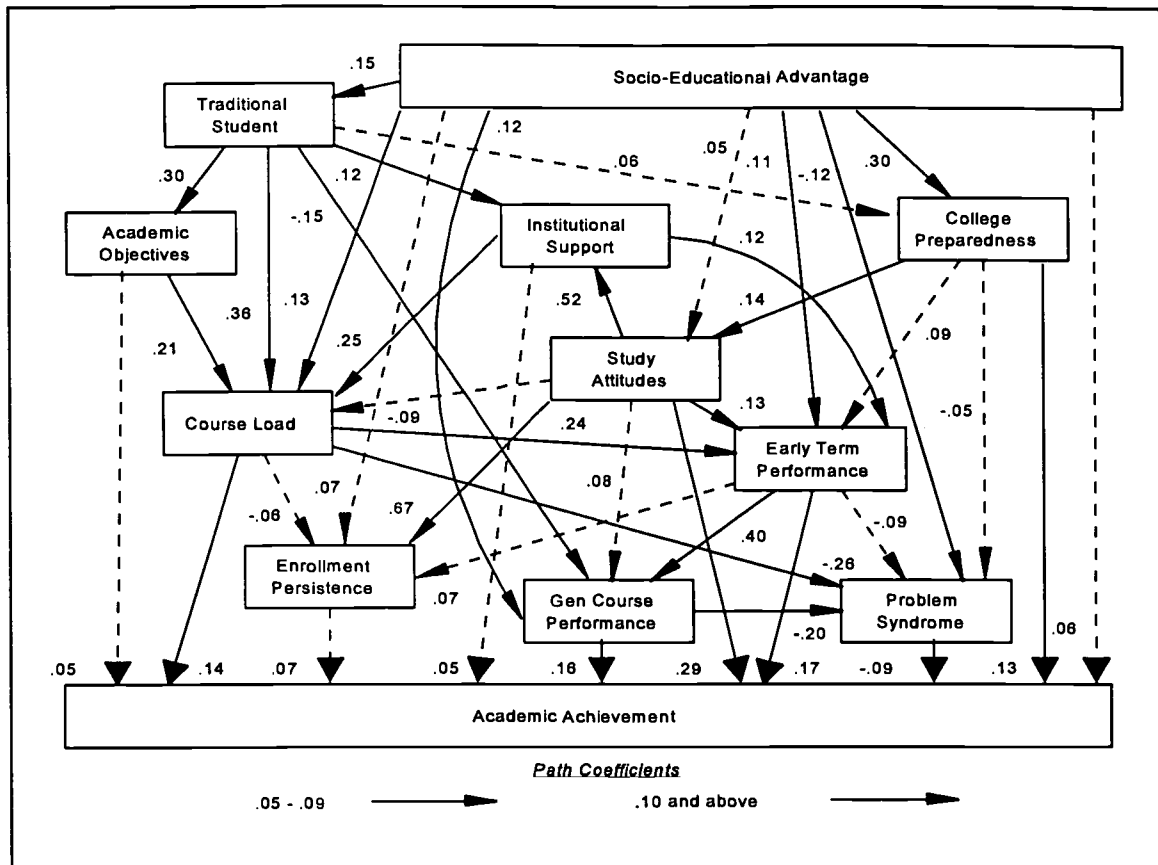 Socio-Educational Advantage
.15
Traditional
Student
.12
.06
.05
.11
-.12
.30
.30
-.15
.12
Academic
Objectives
Institutional
Support
.12
College
Preparedness
.36
.13
.52
.14
.21
.25
Study
Attitudes
.09
Course Load
-.09
.24
.13
-.05
Early Term
Performance
.07
.08
-.06
.67
-.09
.40
Enrollment
Persistence
-.26
.07
Gen Course
Performance
-.20
Problem
Syndrome
.06
.05
.14
.07
.05
.16
.29
.17
-.09
.13
Academic Achievement
Path Coefficients
.05 - .09
.10 and above